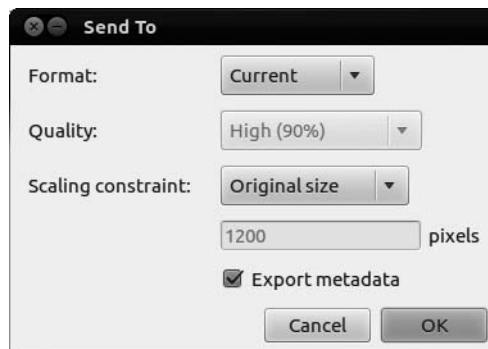 Send To
Format: Current
Quality: High (90%)
Scaling constraint: Original size
1200 pixels
Export metadata
Cancel OK